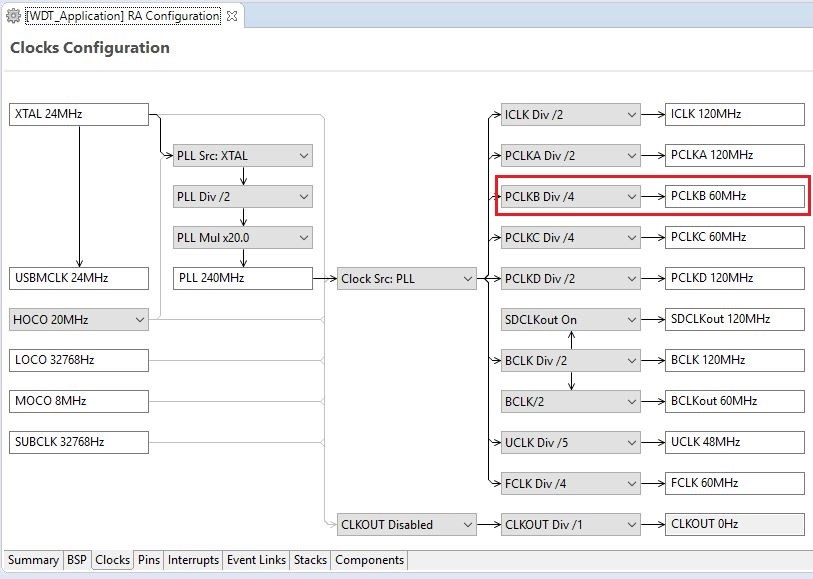 [WDT_Application] RA Configuration
Clocks Configuration
XTAL 24MHz
ICLK Div /2
ICLK 120MHz
PLL Src: XTAL
PCLKA Div /2
PCLKA 120MHz
PLL Div /2
PCLKB Div /4
PCLKB 60MHz
PLL Mul x20.0
PCLKC Div /4
PCLKC 60MHz
USBMCLK 24MHz
PLL 240MHz
Clock Src: PLL
PCLKD Div /2
PCLKD 120MHz
HOCO 20MHz
SDCLKout On
SDCLKout 120MHz
LOCO 32768Hz
BCLK Div /2
BCLK 120MHz
MOCO 8MHz
BCLK/2
BCLKout 60MHz
SUBCLK 32768Hz
UCLK Div /5
UCLK 48MHz
FCLK Div /4
FCLK 60MHz
CLKOUT Disabled
CLKOUT Div /1
CLKOUT 0Hz
Summary BSP Clocks Pins Interrupts Event Links Stacks Components